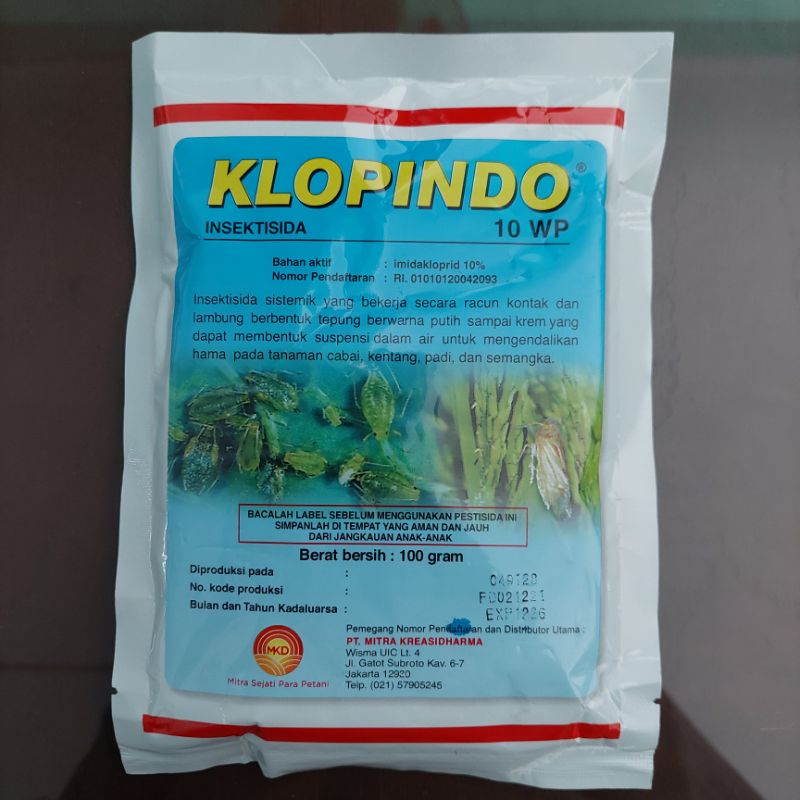 KLOPINDO®
INSEKTISIDA 10 WP
Bahan aktif : imidakloprid 10%
Nomor Pendaftaran : RI. 01010120042093
Insektisida sistemik yang bekerja secara racun kontak dan
lambung berbentuk tepung berwarna putih sampai krem yang
dapat membentuk suspensi dalam air untuk mengendalikan
hama pada tanaman cabai, kentang, padi, dan semangka.
BACALAH LABEL SEBELUM MENGGUNAKAN PESTISIDA INI
SIMPANLAH DI TEMPAT YANG AMAN DAN JAUH
DARI JANGKAUAN ANAK-ANAK
Berat bersih : 100 gram
Diproduksi pada :
No. kode produksi :
Bulan dan Tahun Kadaluarsa : EXP1226
MKD
Mitra Sejati Para Petani
Pemegang Nomor Pendaftaran dan Distributor Utama :
PT. MITRA KREASIDHARMA
Wisma UIC Lt. 4
Jl. Gatot Subroto Kav. 6-7
Jakarta 12920
Telp. (021) 57905245